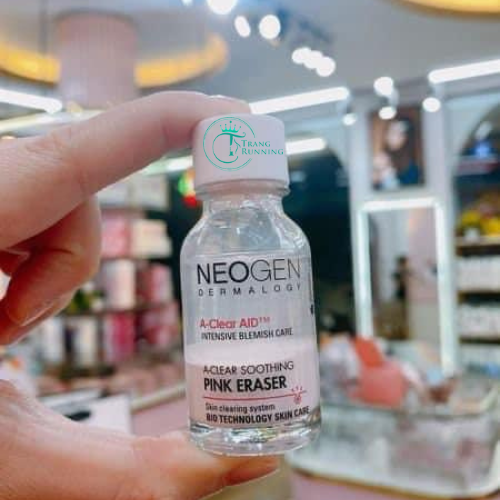 TRANG
RUNNING
NEOGEN
DERMALOGY
A-Clear AID™
INTENSIVE BLEMISH CARE
A-CLEAR SOOTHING
PINK ERASER
Skin clearing system
BIO TECHNOLOGY SKIN CARE